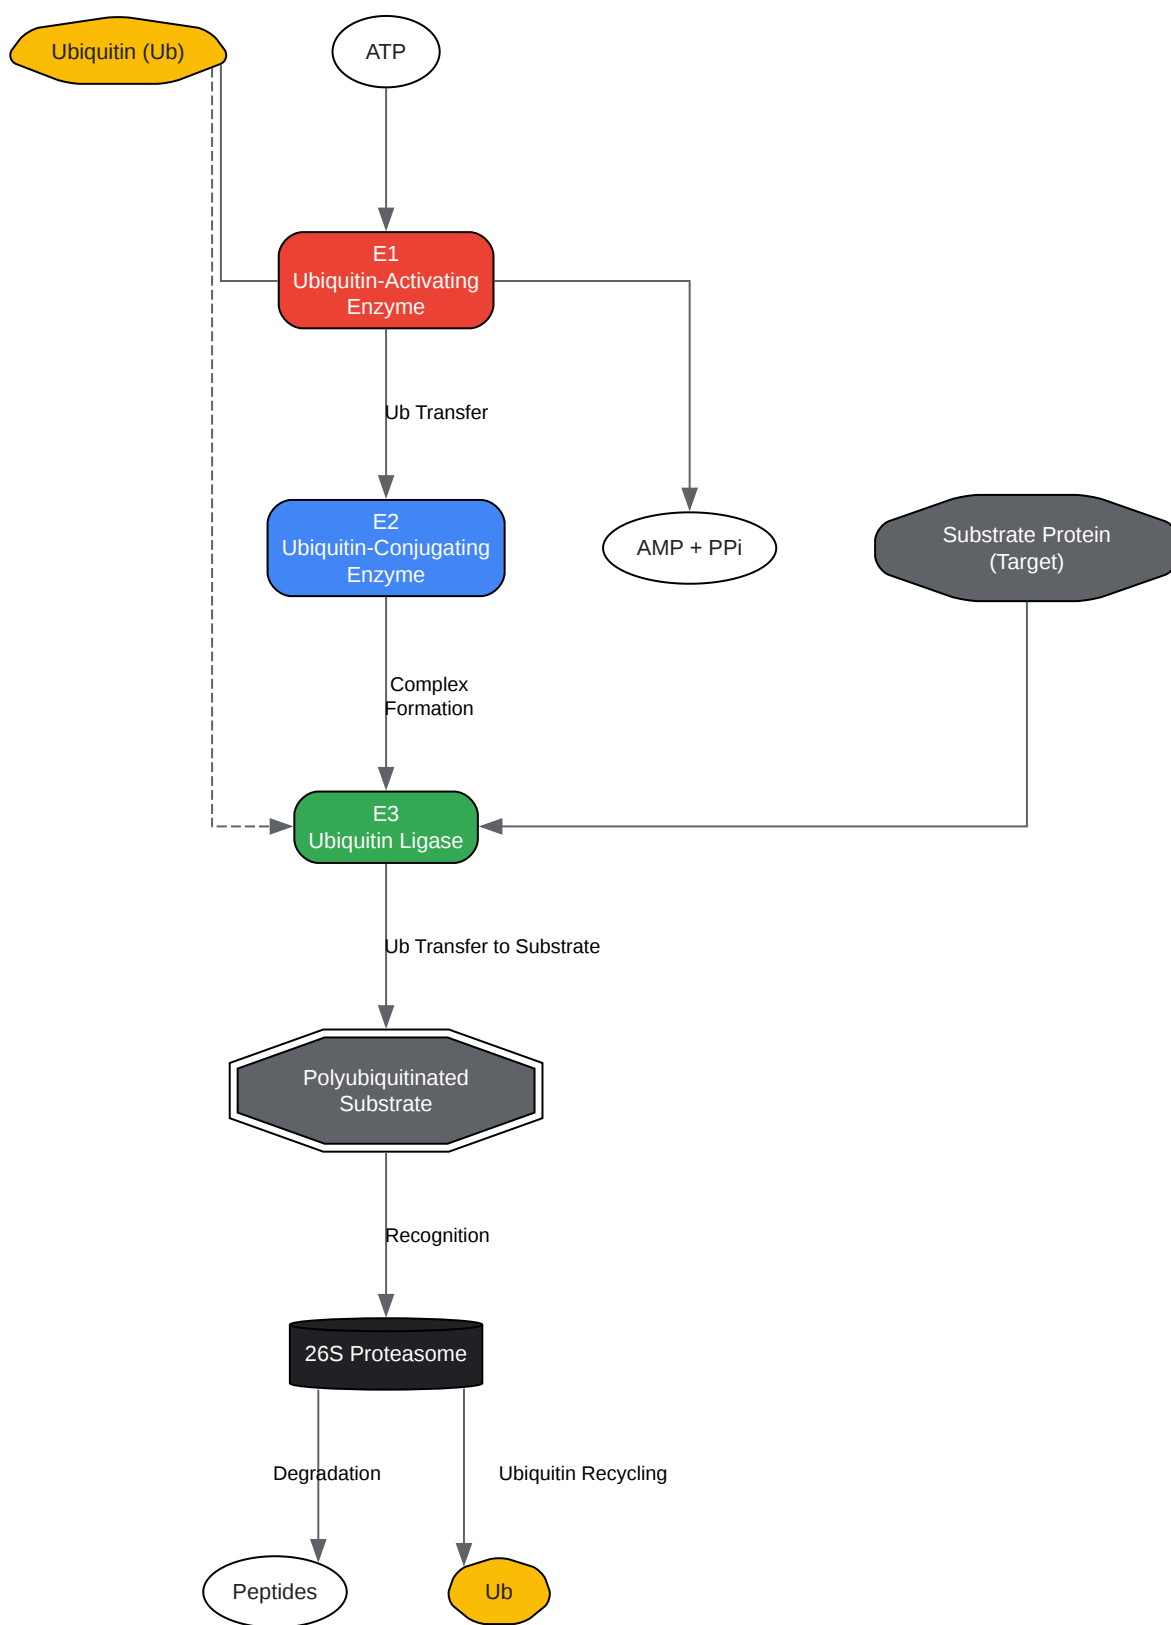 Ubiquitin (Ub)
ATP
E1
Ubiquitin-Activating
Enzyme
Ub Transfer
E2
Ubiquitin-Conjugating
Enzyme
AMP + PPi
Substrate Protein
(Target)
Complex
Formation
E3
Ubiquitin Ligase
Ub Transfer to Substrate
Polyubiquitinated
Substrate
Recognition
26S Proteasome
Degradation
Ubiquitin Recycling
Peptides
Ub